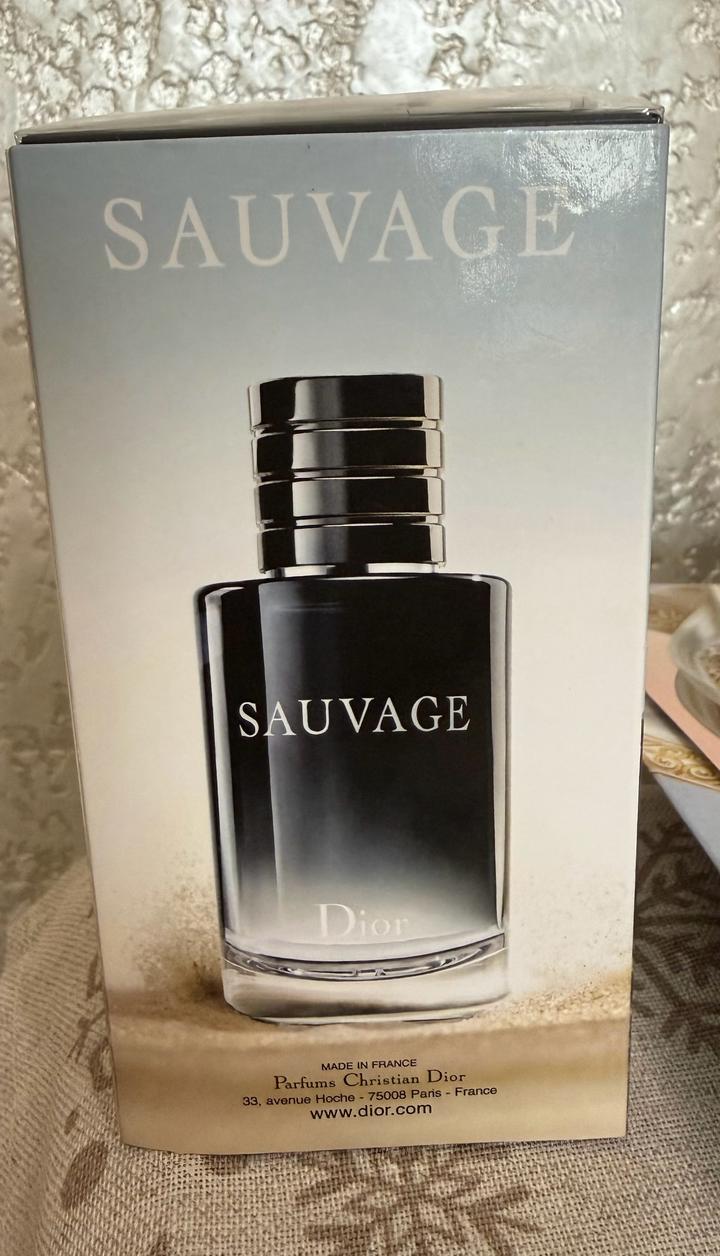 SAUVAGE
SAUVAGE
Dior
MADE IN FRANCE
Parfums Christian Dior
33, avenue Hoche - 75008 Paris - France
www.dior.com